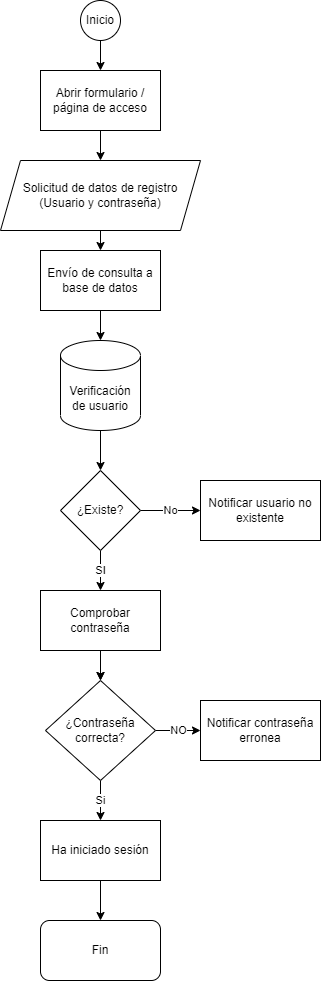 Inicio
Abrir formulario /
página de acceso
Solicitud de datos de registro
(Usuario y contraseña)
Envío de consulta a
base de datos
Verificación
de usuario
¿Existe?
No
Notificar usuario no
existente
SI
Comprobar
contraseña
¿Contraseña
correcta?
NO
Notificar contraseña
erronea
Si
Ha iniciado sesión
Fin